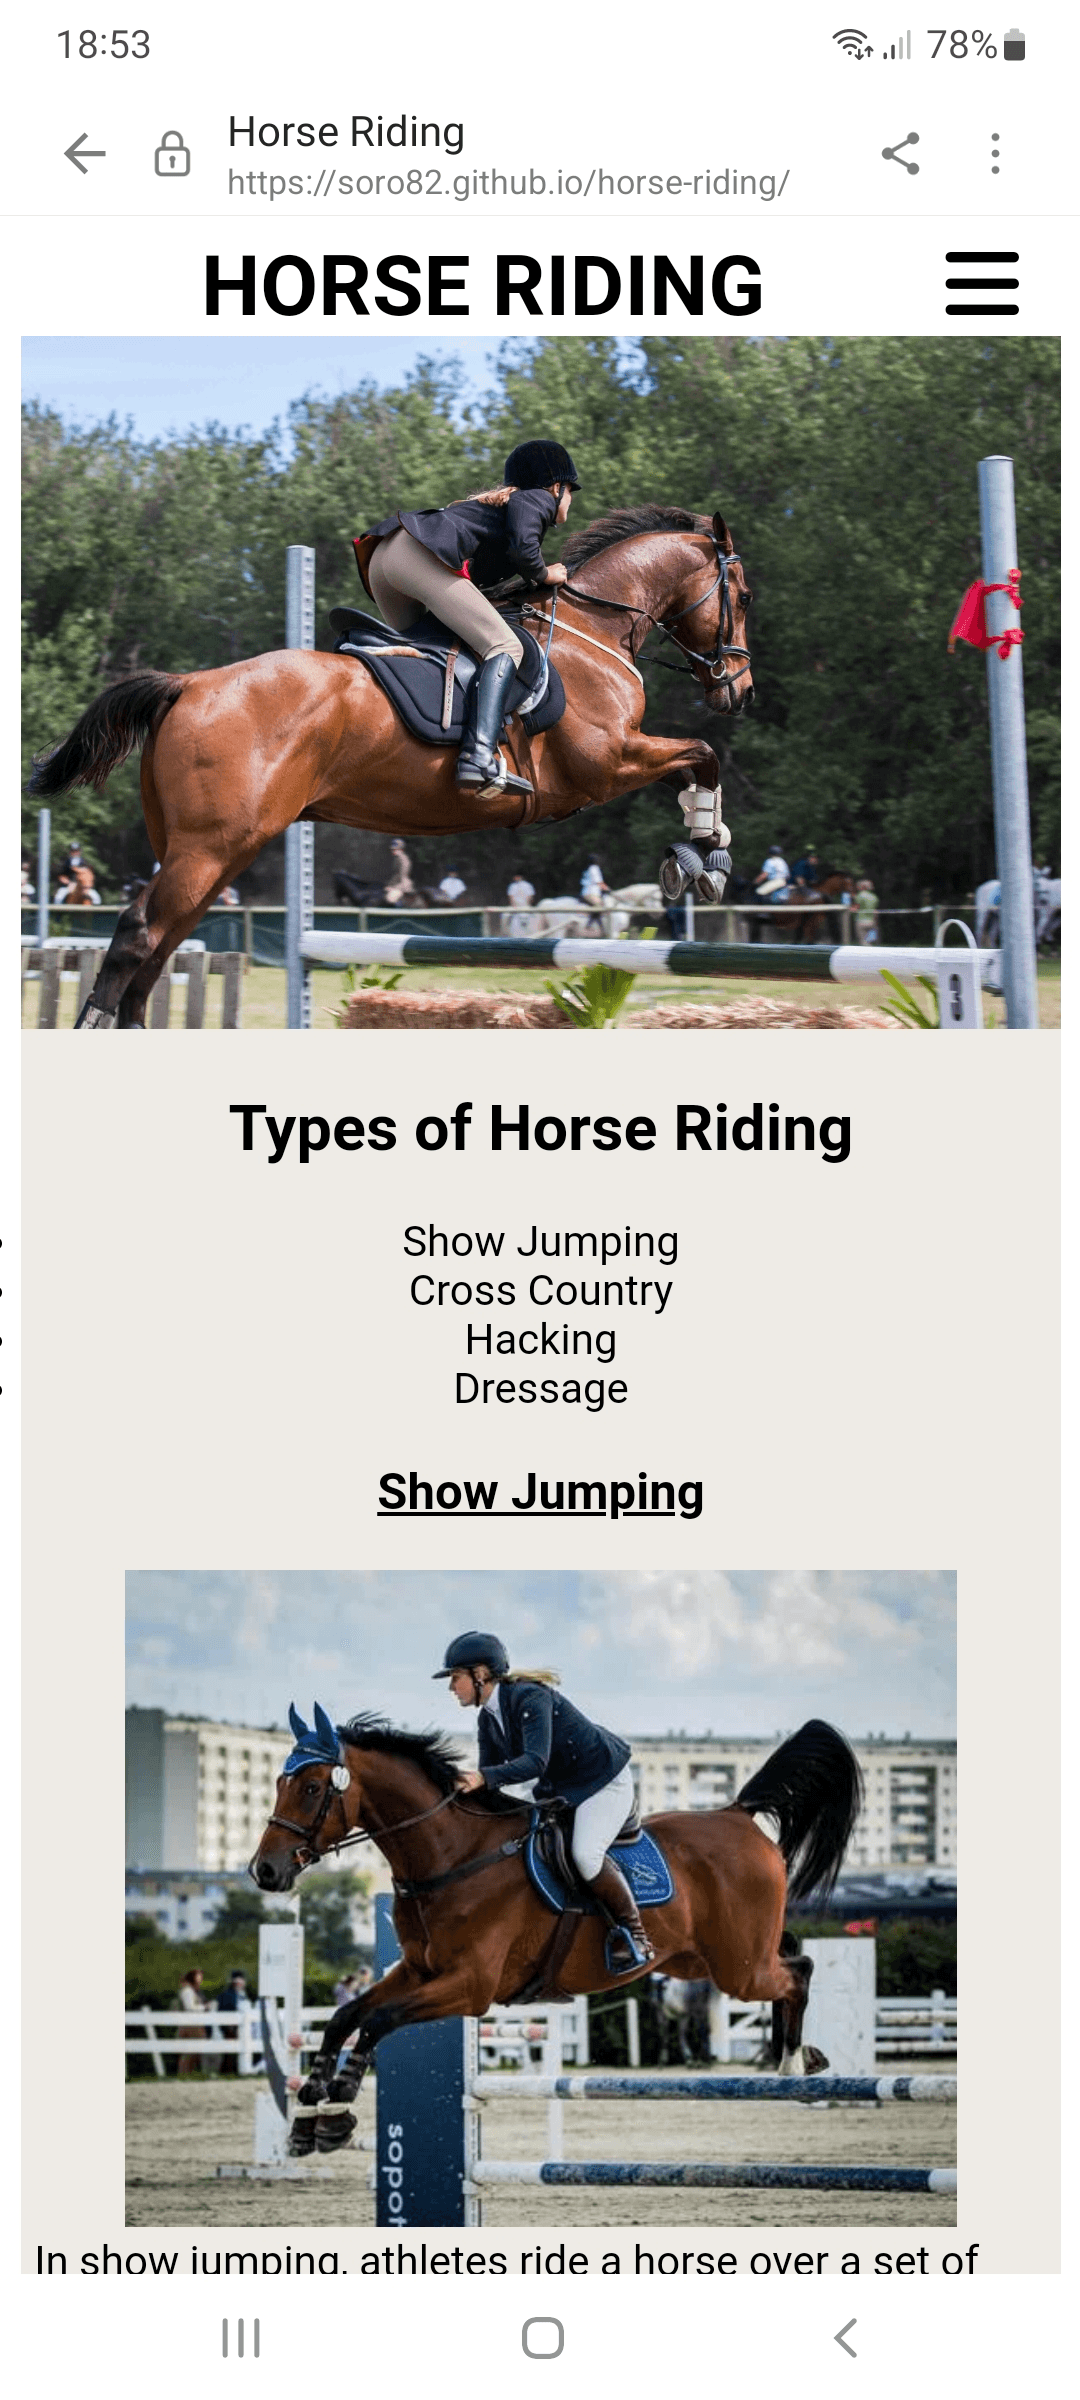 18:53
78%
Horse Riding
https://soro82.github.io/horse-riding/
HORSE RIDING
Types of Horse Riding
Show Jumping
Cross Country
Hacking
Dressage
Show Jumping
sopot
In show jumping, athletes ride a horse over a set of